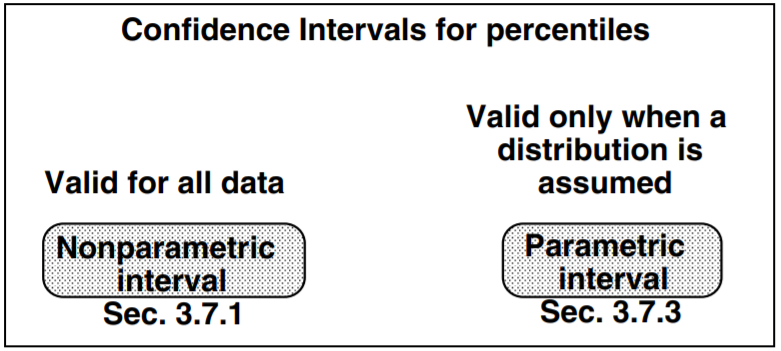 Confidence Intervals for percentiles
Valid for all data
Nonparametric
interval
Sec. 3.7.1
Valid only when a
distribution is
assumed
Parametric
interval
Sec. 3.7.3